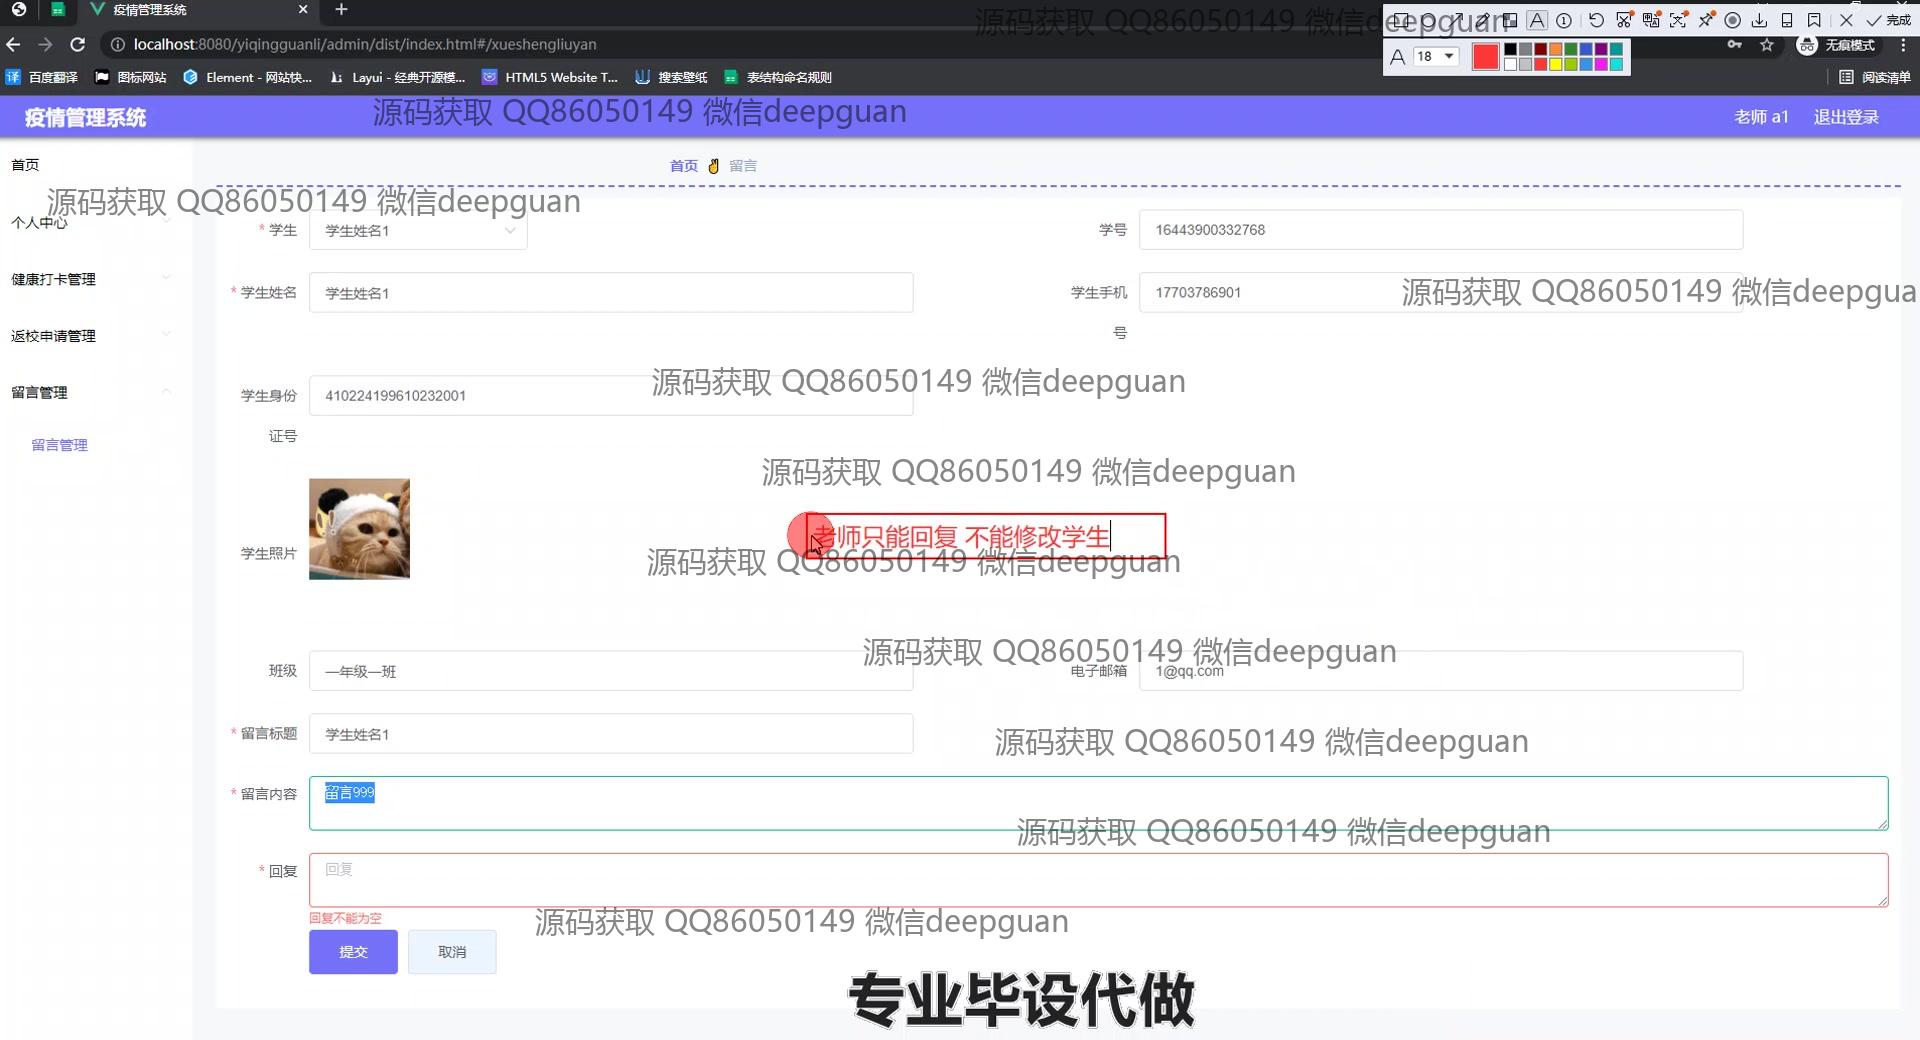 疫情管理系统
源码获取 QQ86050149 微信deepguan
完成
localhost:8080/yiqingguanli/admin/dist/index.html#/xueshengliuyan
A 18
无痕模式
译 百度翻译 图标网站 Element - 网站快... Layui - 经典开源模... HTML5 Website T... 搜索壁纸 表结构命名规则
阅读清单
疫情管理系统
源码获取 QQ86050149 微信deepguan
老师 a1 退出登录
首页
首页 留言
源码获取 QQ86050149 微信deepguan
个人中心
* 学生 学生姓名1
学号 16443900332768
健康打卡管理
* 学生姓名 学生姓名1
学生手机号 17703786901
源码获取 QQ86050149 微信deepgua
返校申请管理
源码获取 QQ86050149 微信deepguan
留言管理
学生身份证号 410224199610232001
留言管理
源码获取 QQ86050149 微信deepguan
老师只能回复 不能修改学生
学生照片
源码获取 QQ86050149 微信deepguan
源码获取 QQ86050149 微信deepguan
班级 一年级一班
电子邮箱 1@qq.com
* 留言标题 学生姓名1
源码获取 QQ86050149 微信deepguan
* 留言内容 留言999
源码获取 QQ86050149 微信deepguan
* 回复 回复
回复不能为空
源码获取 QQ86050149 微信deepguan
提交 取消
专业毕设代做